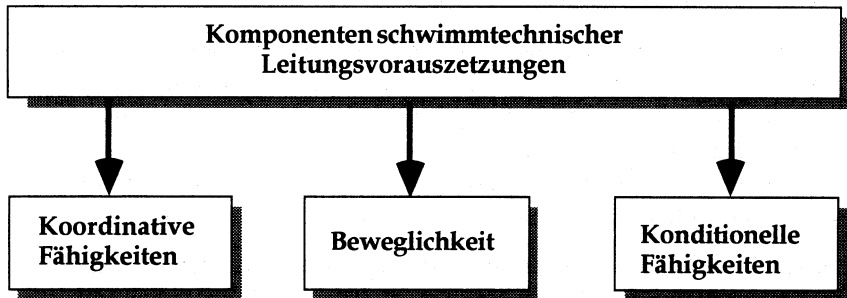 Komponenten schwimmtechnischer
Leitungsvorauszetzungen
Koordinative
Fähigkeiten
Beweglichkeit
Konditionelle
Fähigkeiten